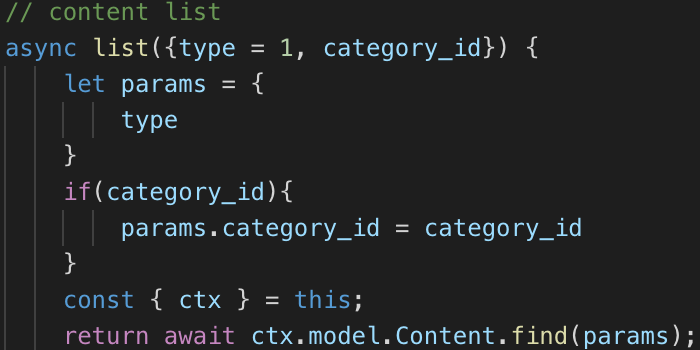 // content list
async list({type = 1, category_id}) {
let params = {
type
}
if(category_id){
params.category_id = category_id
}
const { ctx } = this;
return await ctx.model.Content.find(params);